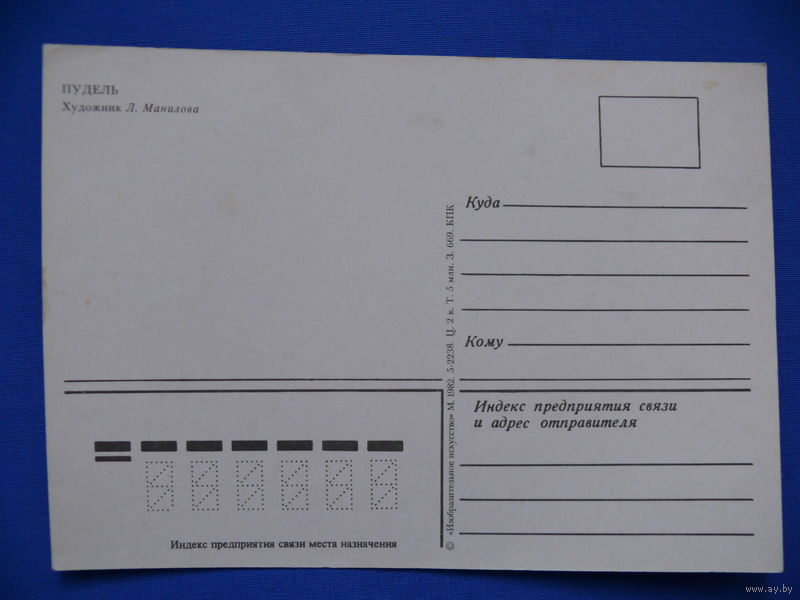 ПУДЕЛЬ
Художник Л. Манилова
Куда
Кому
© «Изобразительное искусство» М. 1982. 5-2238. Ц. 2 к. Т. 5 млн. З. 669. КПК
Индекс предприятия связи
и адрес отправителя
Индекс предприятия связи места назначения
www.ay.by